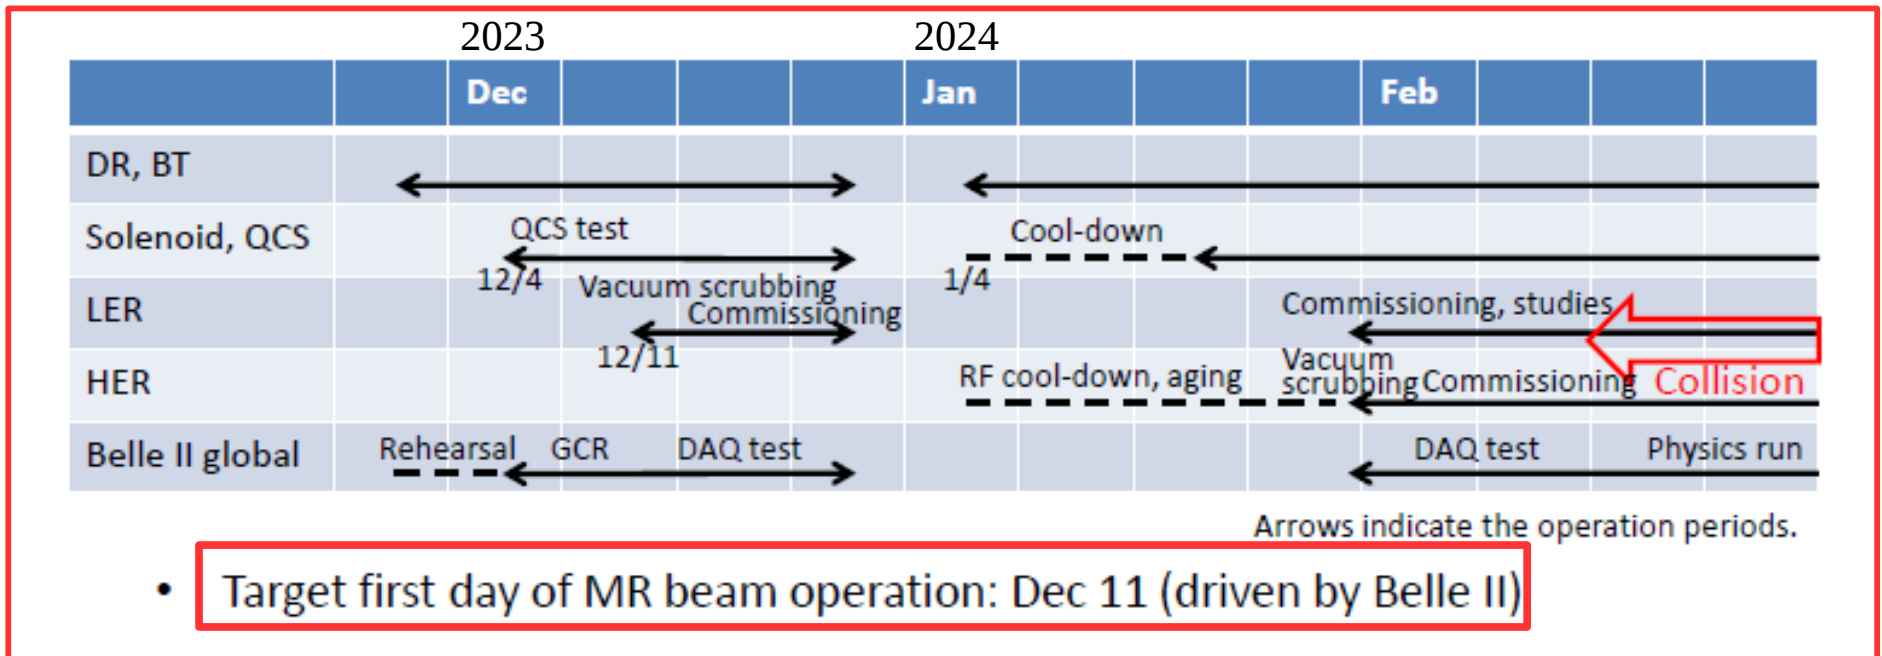 2023 2024
Dec Jan Feb
DR, BT
Solenoid, QCS QCS test Cool-down
12/4 1/4
LER Vacuum scrubbing
Commissioning Commissioning, studies
12/11
HER RF cool-down, aging Vacuum
scrubbing Commissioning Collision
Belle II global Rehearsal GCR DAQ test DAQ test Physics run
Arrows indicate the operation periods.
• Target first day of MR beam operation: Dec 11 (driven by Belle II)